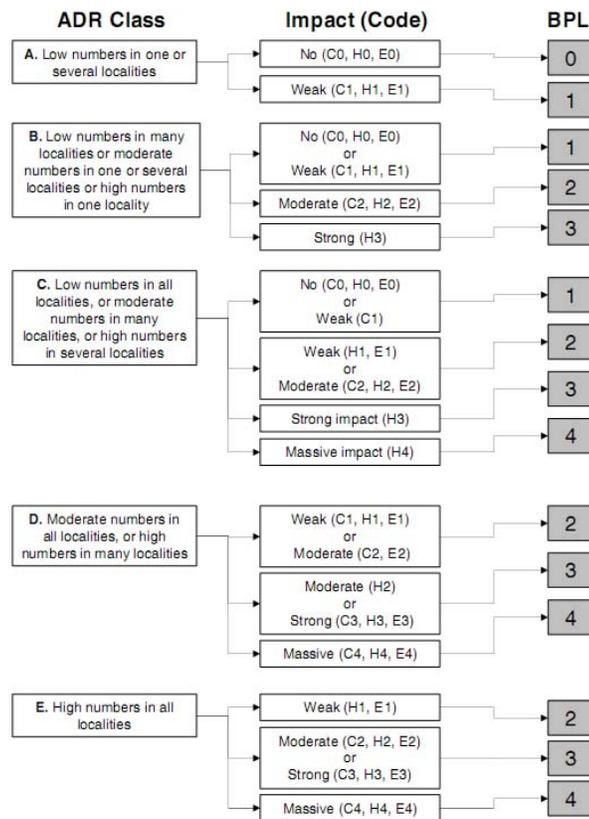 ADR Class
Impact (Code)
BPL
A. Low numbers in one or
several localities
No (C0, H0, E0)
0
Weak (C1, H1, E1)
1
B. Low numbers in many
localities or moderate
numbers in one or several
localities or high numbers
in one locality
No (C0, H0, E0)
or
Weak (C1, H1, E1)
1
Moderate (C2, H2, E2)
2
Strong (H3)
3
C. Low numbers in all
localities, or moderate
numbers in many
localities, or high numbers
in several localities
No (C0, H0, E0)
or
Weak (C1)
1
Weak (H1, E1)
or
Moderate (C2, H2, E2)
2
Strong impact (H3)
3
Massive impact (H4)
4
D. Moderate numbers in
all localities, or high
numbers in many localities
Weak (C1, H1, E1)
or
Moderate (C2, E2)
2
Moderate (H2)
or
Strong (C3, H3, E3)
3
Massive (C4, H4, E4)
4
E. High numbers in all
localities
Weak (H1, E1)
2
Moderate (C2, H2, E2)
or
Strong (C3, H3, E3)
3
Massive (C4, H4, E4)
4